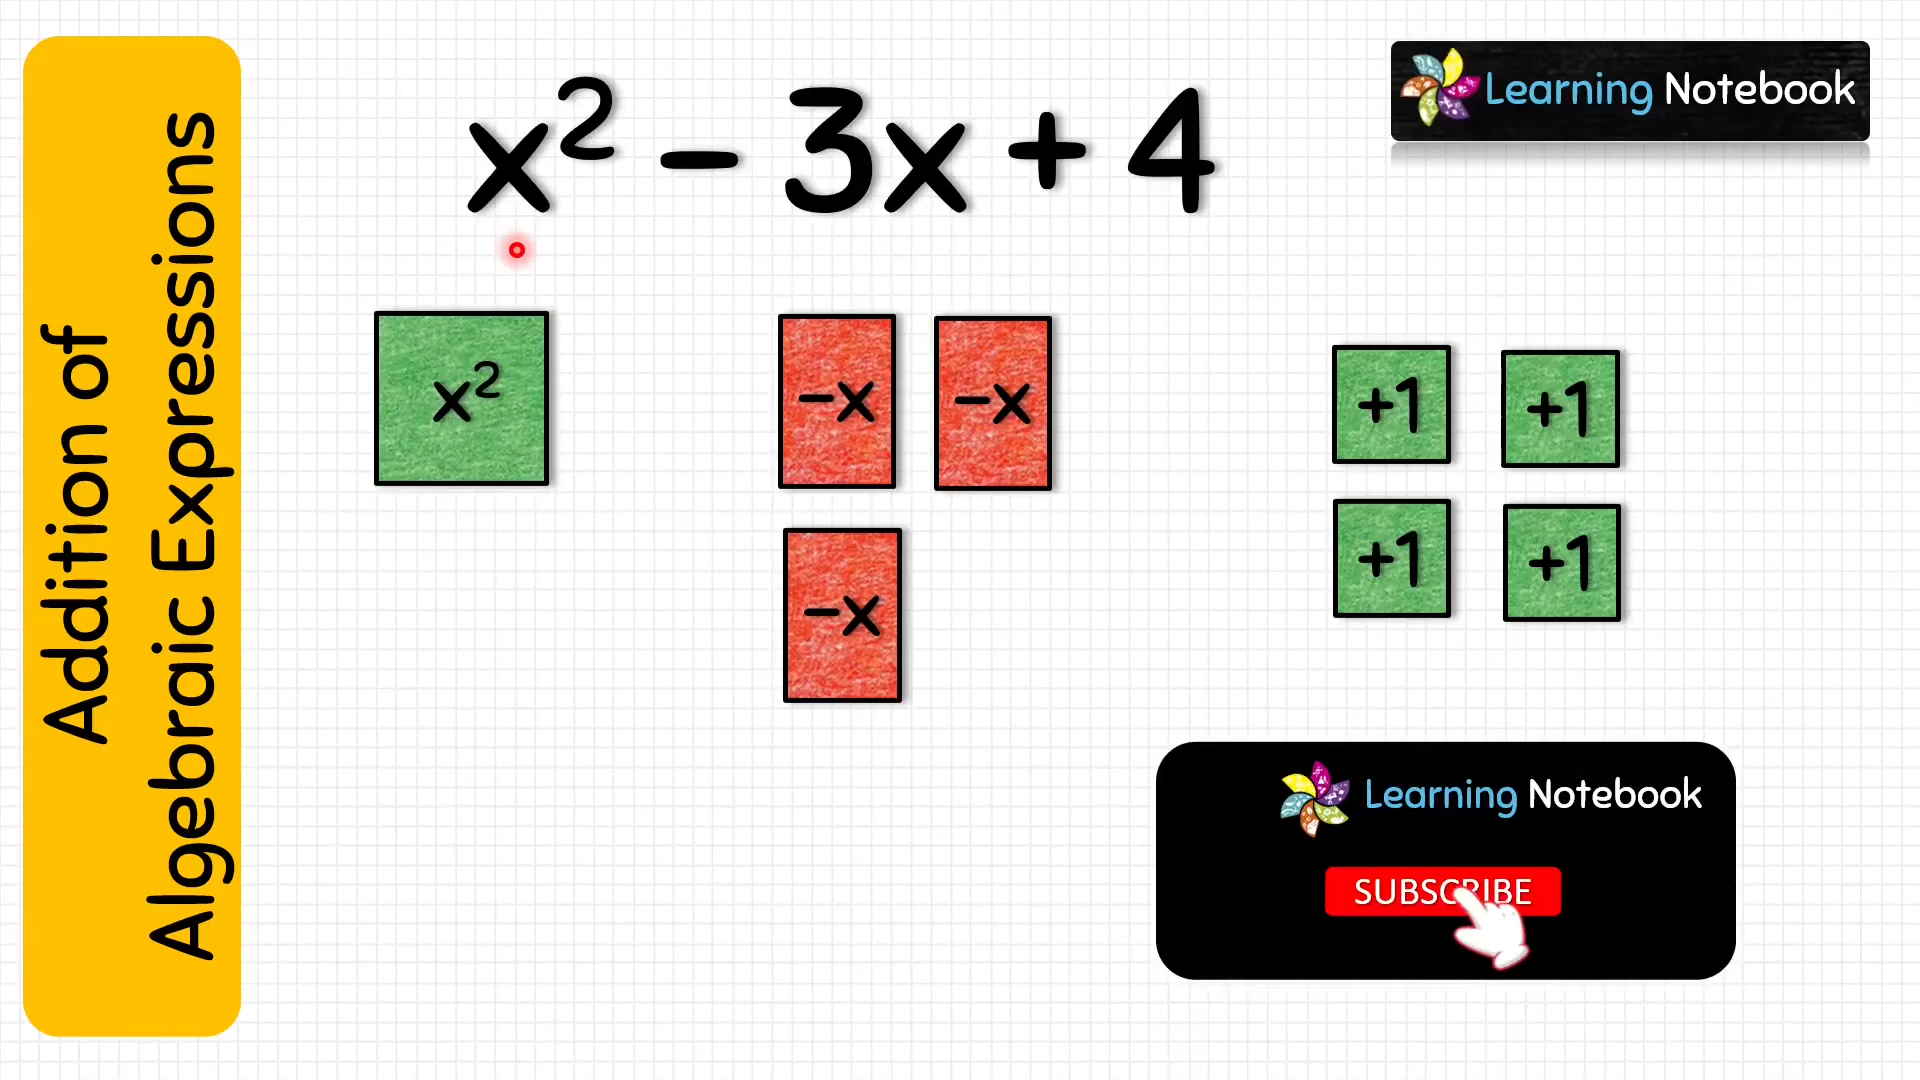 Addition of
Algebraic Expressions
x² − 3x + 4
Learning Notebook
x²
−x −x
−x
+1 +1
+1 +1
Learning Notebook
SUBSCRIBE